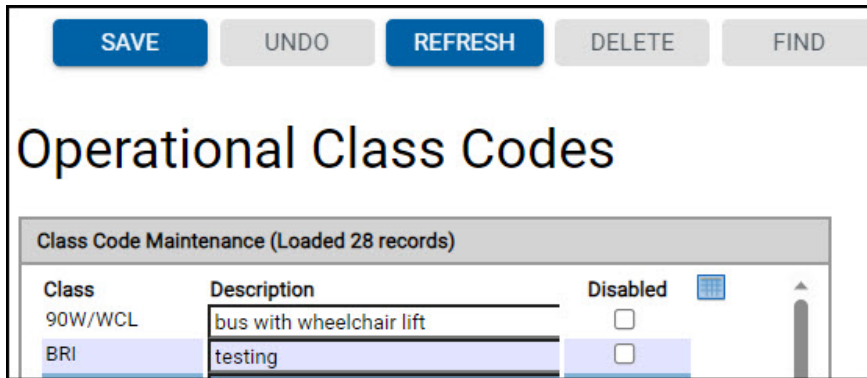 SAVE UNDO REFRESH DELETE FIND
Operational Class Codes
Class Code Maintenance (Loaded 28 records)
Class Description Disabled
90W/WCL bus with wheelchair lift
BRI testing